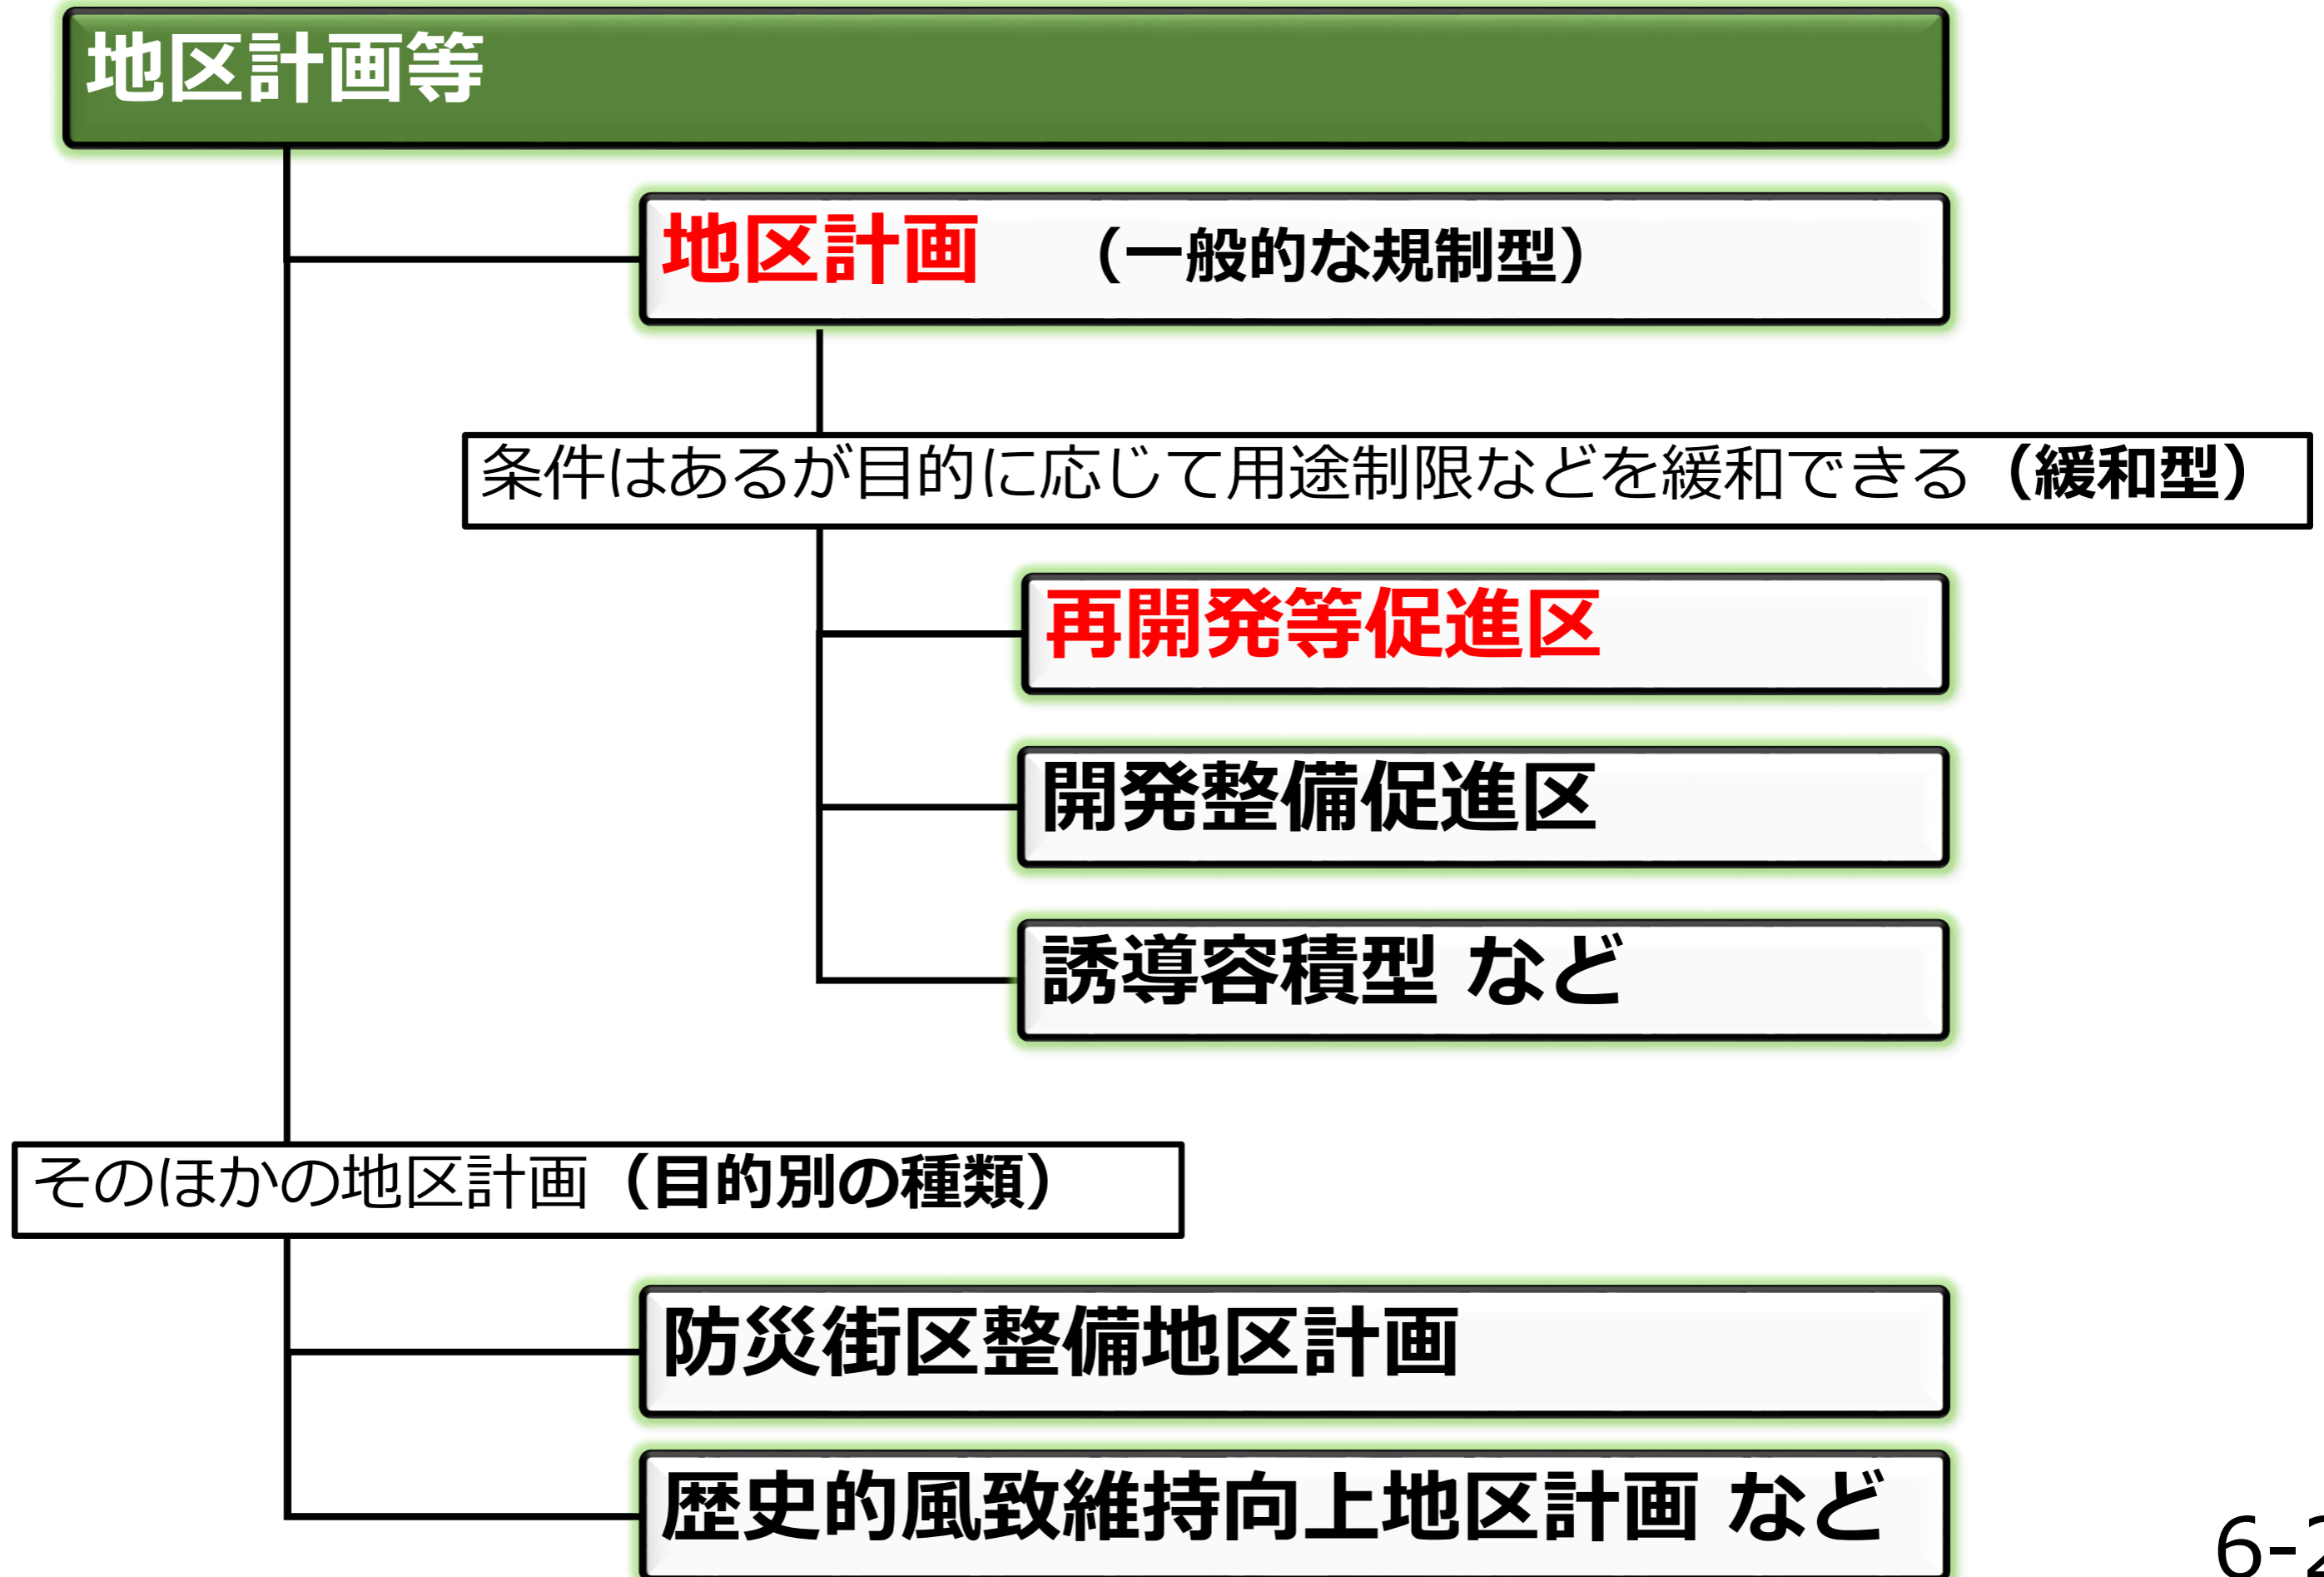 地区計画等
地区計画 （一般的な規制型）
条件はあるが目的に応じて用途制限などを緩和できる（緩和型）
再開発等促進区
開発整備促進区
誘導容積型 など
そのほかの地区計画（目的別の種類）
防災街区整備地区計画
歴史的風致維持向上地区計画 など
6-2